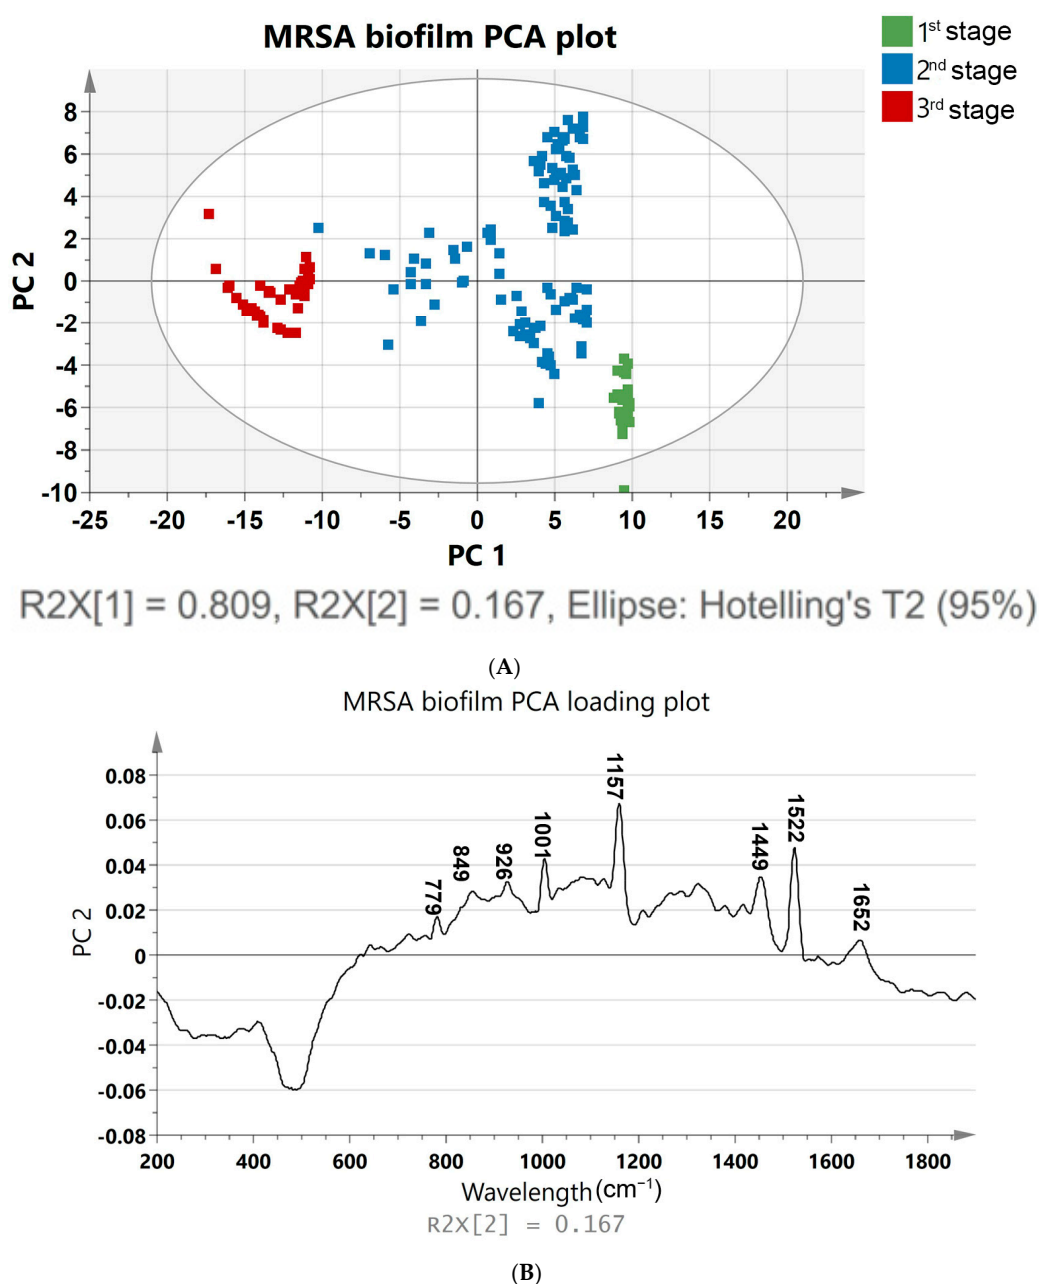 MRSA biofilm PCA plot
1st stage
2nd stage
3rd stage
8
6
4
2
0
-2
-4
-6
-8
-10
PC 2
-25 -20 -15 -10 -5 0 5 10 15 20
PC 1
R2X[1] = 0.809, R2X[2] = 0.167, Ellipse: Hotelling's T2 (95%)
(A)
MRSA biofilm PCA loading plot
0.08
0.06
0.04
0.02
0
-0.02
-0.04
-0.06
-0.08
PC 2
779
849
926
1001
1157
1449
1522
1652
200 400 600 800 1000 1200 1400 1600 1800
Wavelength (cm⁻¹)
R2X[2] = 0.167
(B)